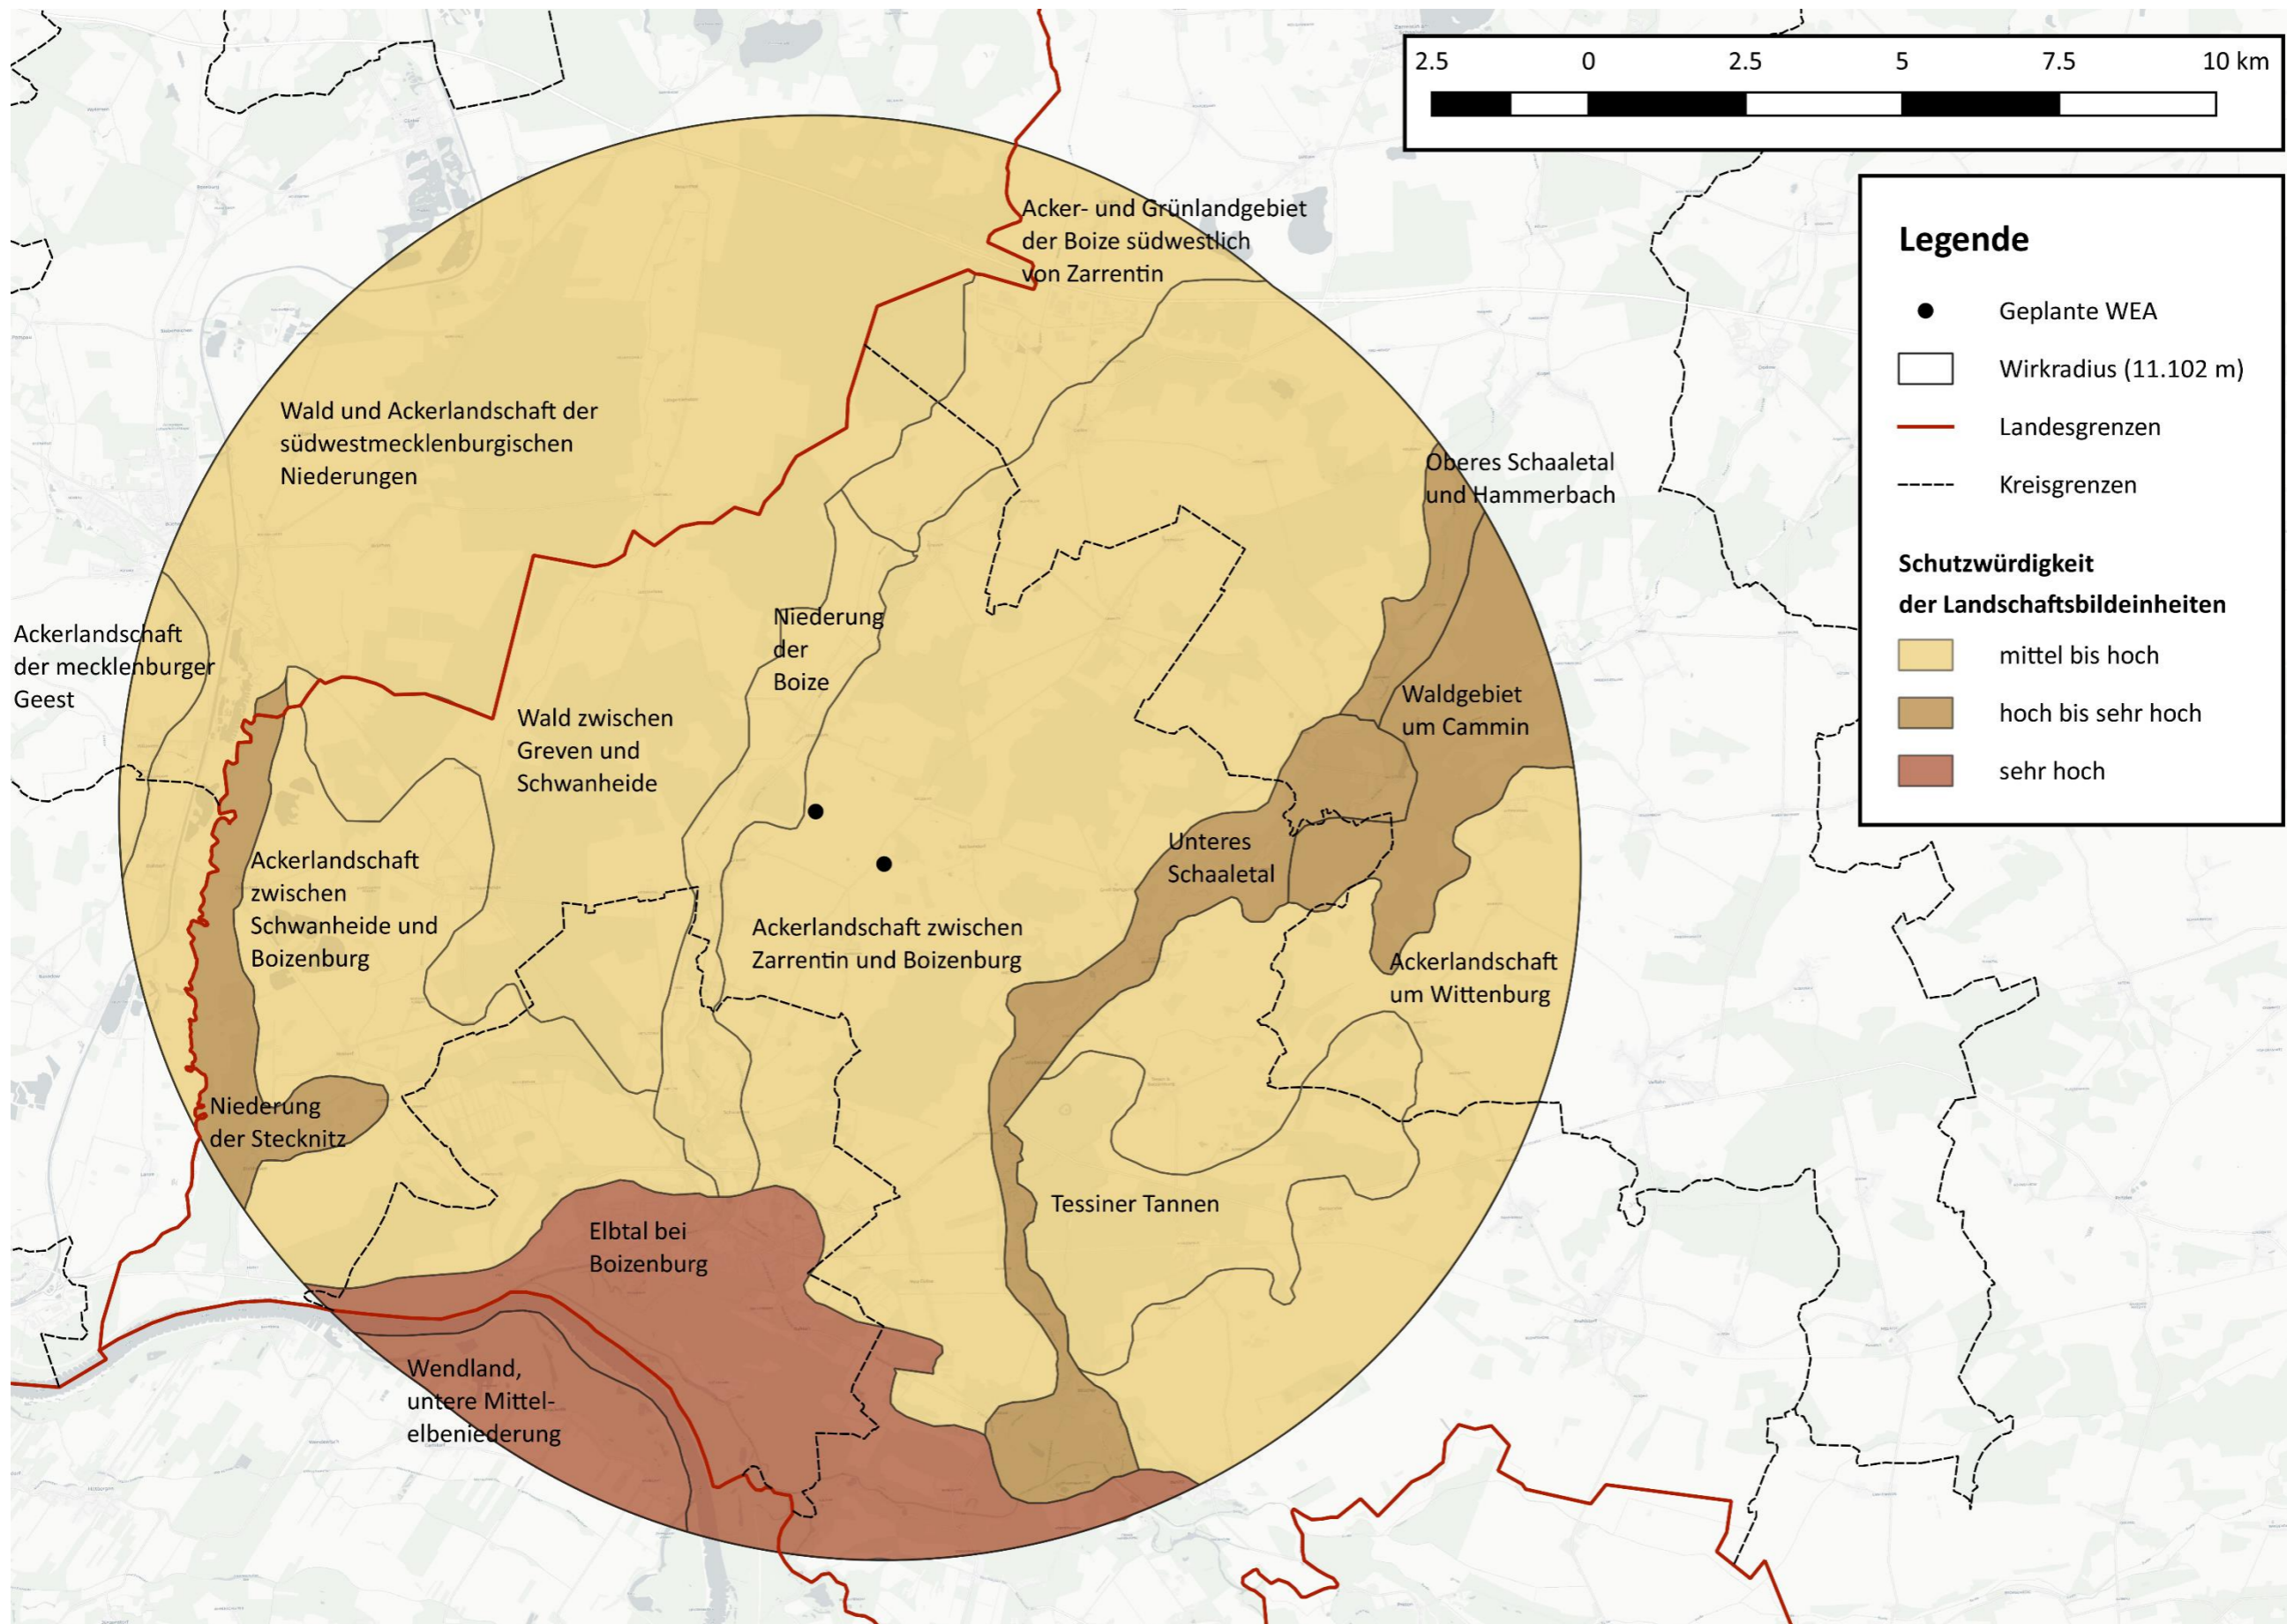 2.5 0 2.5 5 7.5 10 km
Legende
Geplante WEA
Wirkradius (11.102 m)
Landesgrenzen
Kreisgrenzen
Schutzwürdigkeit
der Landschaftsbildeinheiten
mittel bis hoch
hoch bis sehr hoch
sehr hoch
Acker- und Grünlandgebiet
der Boize südwestlich
von Zarrentin
Wald und Ackerlandschaft der
südwestmecklenburgischen
Niederungen
Oberes Schaaletal
und Hammerbach
Ackerlandschaft
der mecklenburger
Geest
Niederung
der
Boize
Wald zwischen
Greven und
Schwanheide
Waldgebiet
um Cammin
Ackerlandschaft
zwischen
Schwanheide und
Boizenburg
Unteres
Schaaletal
Ackerlandschaft zwischen
Zarrentin und Boizenburg
Ackerlandschaft
um Wittenburg
Niederung
der Stecknitz
Tessiner Tannen
Elbtal bei
Boizenburg
Wendland,
untere Mittel-
elbeniederung